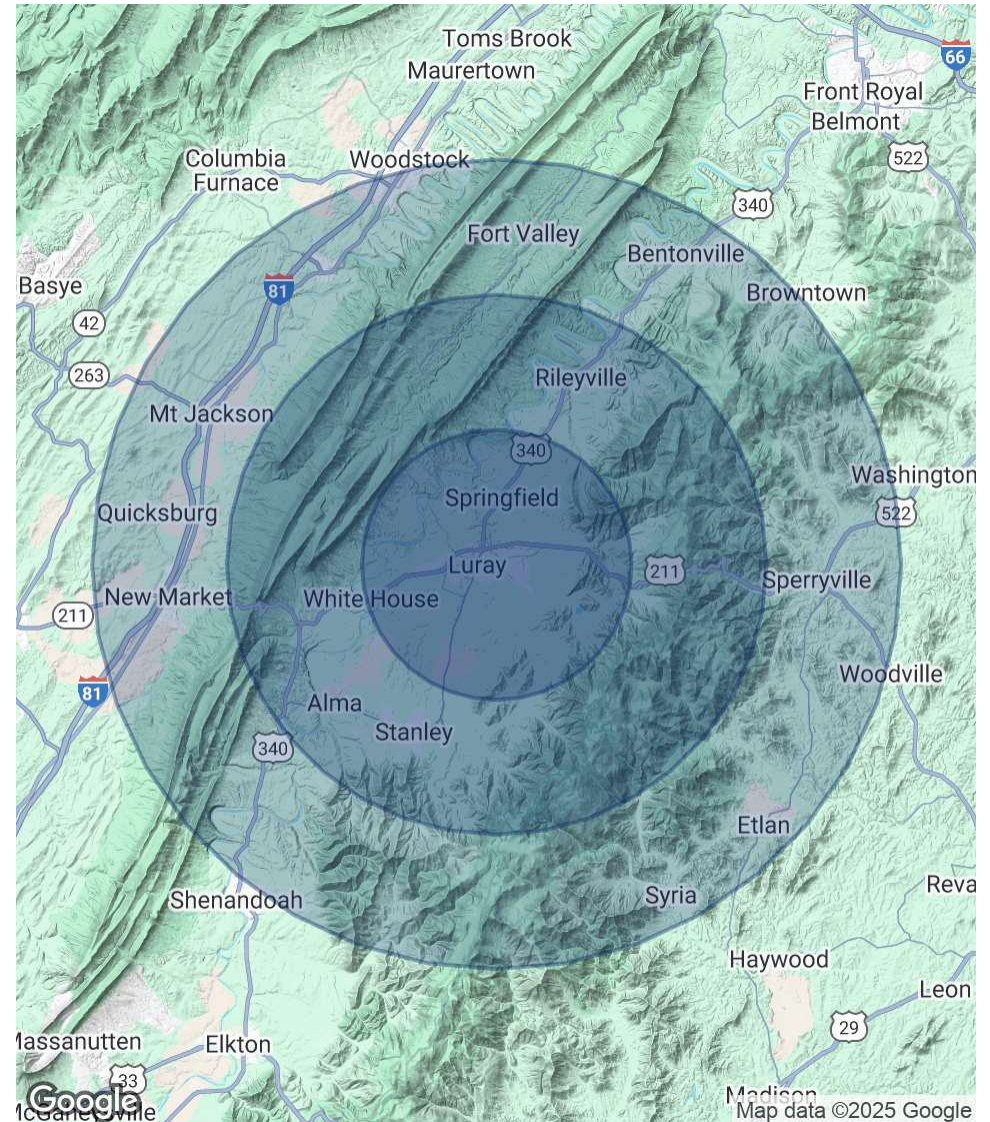 Toms Brook
Maurertown
66
Front Royal
Belmont
Columbia
Furnace
Woodstock
522
340
Fort Valley
Bentonville
Basye
81
Browntown
42
263
Rileyville
Mt Jackson
340
Washington
Springfield
Quicksburg
522
Luray
211
Sperryville
New Market
White House
211
81
Woodville
Alma
Stanley
340
Etlan
Shenandoah
Syria
Reva
Haywood
Leon
29
Massanutten
Elkton
33
Google
Madison
Map data ©2025 Google